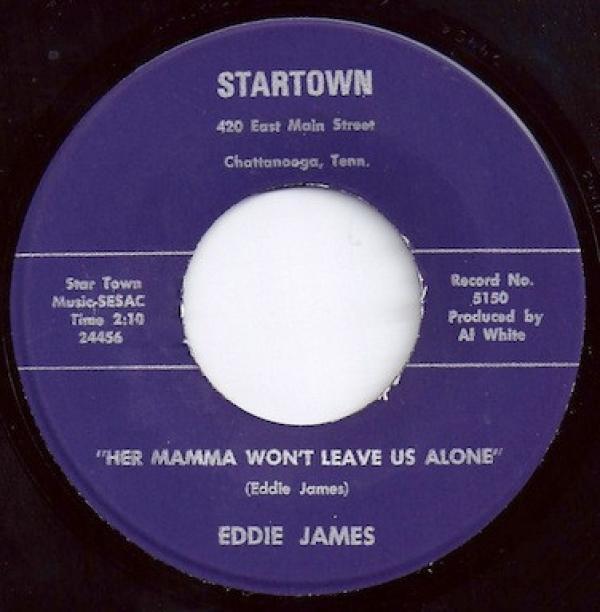 STARTOWN
420 East Main Street
Chattanooga, Tenn.
Star Town
Music-SESAC
Time 2:10
24456
Record No.
5150
Produced by
Al White
"HER MAMMA WON'T LEAVE US ALONE"
(Eddie James)
EDDIE JAMES